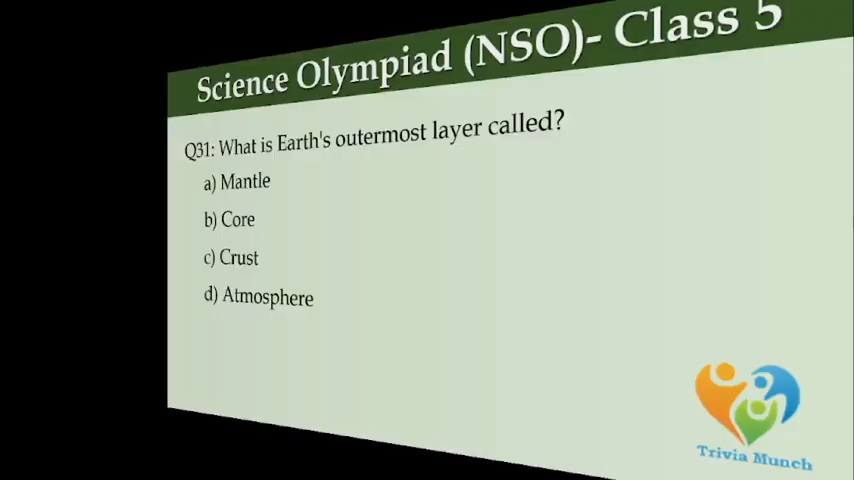 Science Olympiad (NSO)- Class 5
Q31: What is Earth's outermost layer called?
a) Mantle
b) Core
c) Crust
d) Atmosphere
Trivia Munch